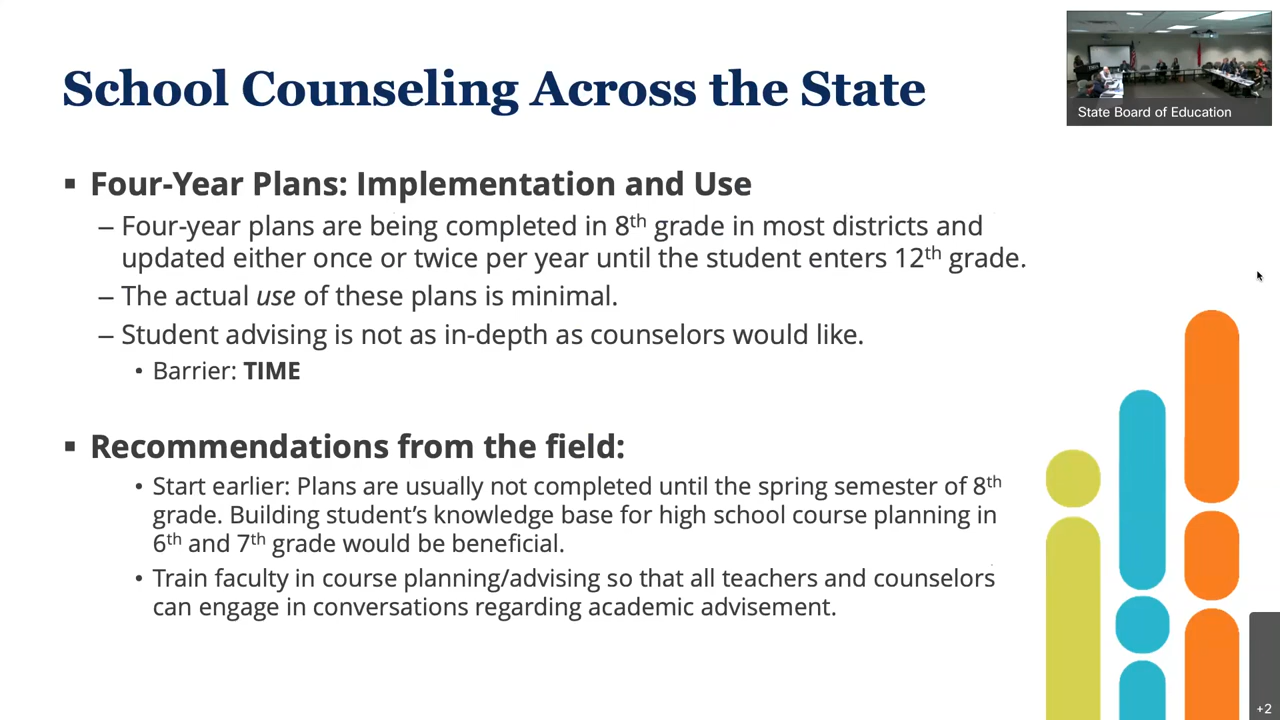 School Counseling Across the State
State Board of Education
▪ Four-Year Plans: Implementation and Use
– Four-year plans are being completed in 8th grade in most districts and
updated either once or twice per year until the student enters 12th grade.
– The actual use of these plans is minimal.
– Student advising is not as in-depth as counselors would like.
• Barrier: TIME
▪ Recommendations from the field:
• Start earlier: Plans are usually not completed until the spring semester of 8th
grade. Building student's knowledge base for high school course planning in
6th and 7th grade would be beneficial.
• Train faculty in course planning/advising so that all teachers and counselors
can engage in conversations regarding academic advisement.
+2